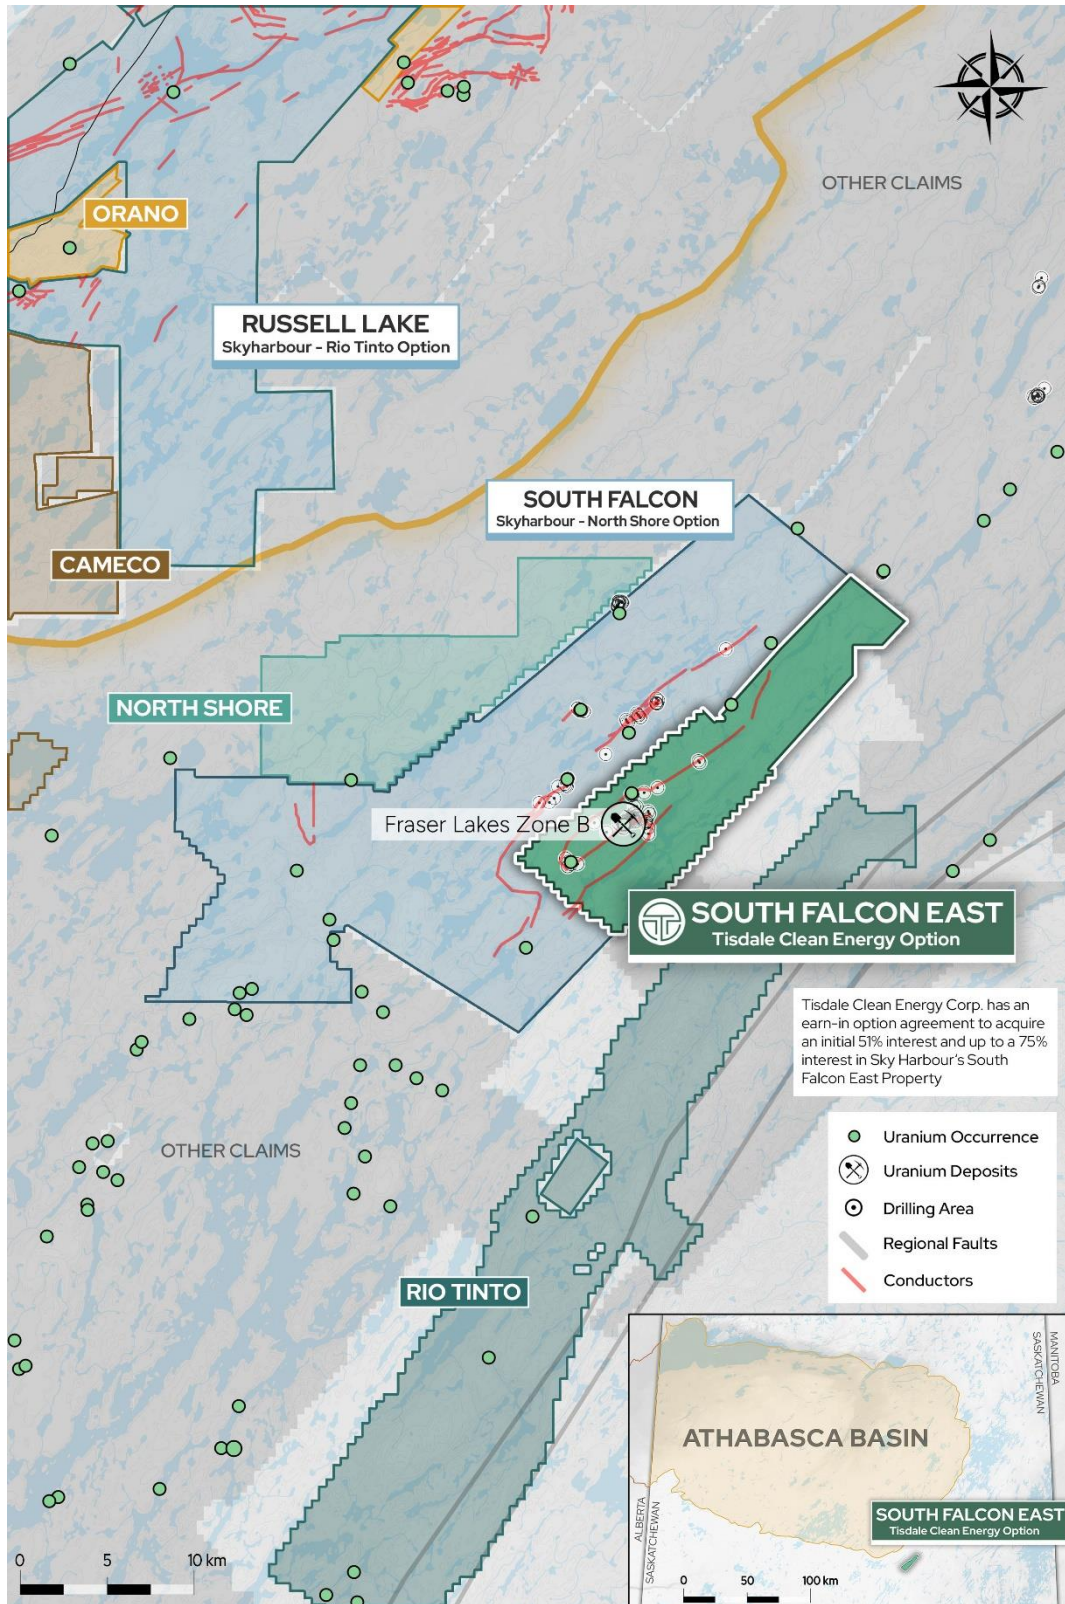 OTHER CLAIMS
ORANO
RUSSELL LAKE
Skyharbour - Rio Tinto Option
SOUTH FALCON
Skyharbour - North Shore Option
CAMECO
NORTH SHORE
Fraser Lakes Zone B
SOUTH FALCON EAST
Tisdale Clean Energy Option
Tisdale Clean Energy Corp. has an
earn-in option agreement to acquire
an initial 51% interest and up to a 75%
interest in Sky Harbour's South
Falcon East Property
OTHER CLAIMS
Uranium Occurrence
Uranium Deposits
Drilling Area
Regional Faults
Conductors
RIO TINTO
SASKATCHEWAN
MANITOBA
ATHABASCA BASIN
ALBERTA
SASKATCHEWAN
SOUTH FALCON EAST
Tisdale Clean Energy Option
0 5 10 km
0 50 100 km